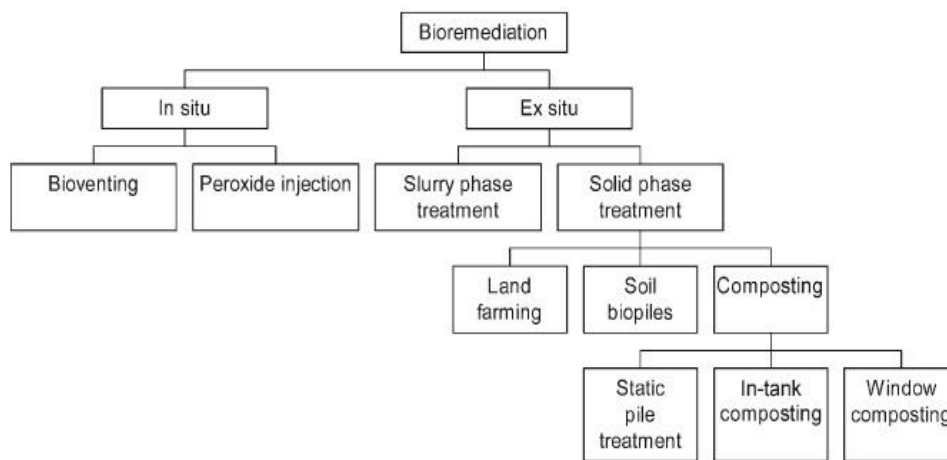 Bioremediation
In situ
Ex situ
Bioventing
Peroxide injection
Slurry phase
treatment
Solid phase
treatment
Land
farming
Soil
biopiles
Composting
Static
pile
treatment
In-tank
composting
Window
composting